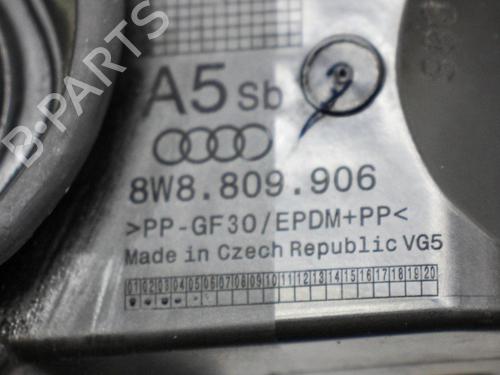 A5 Sb
8W8.809.906
>PP-GF30/EPDM+PP<
Made in Czech Republic VG5
01 02 03 04 05 06 07 08 09 10 11 12 13 14 15 16 17 18 19 20
B-PARTS